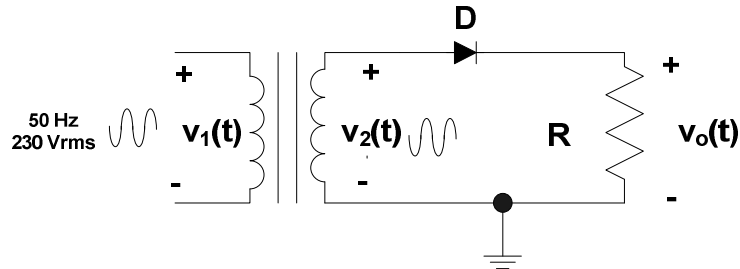 D
+
+
+
50 Hz
230 Vrms
v1(t)
v2(t)
R
vo(t)
-
-
-